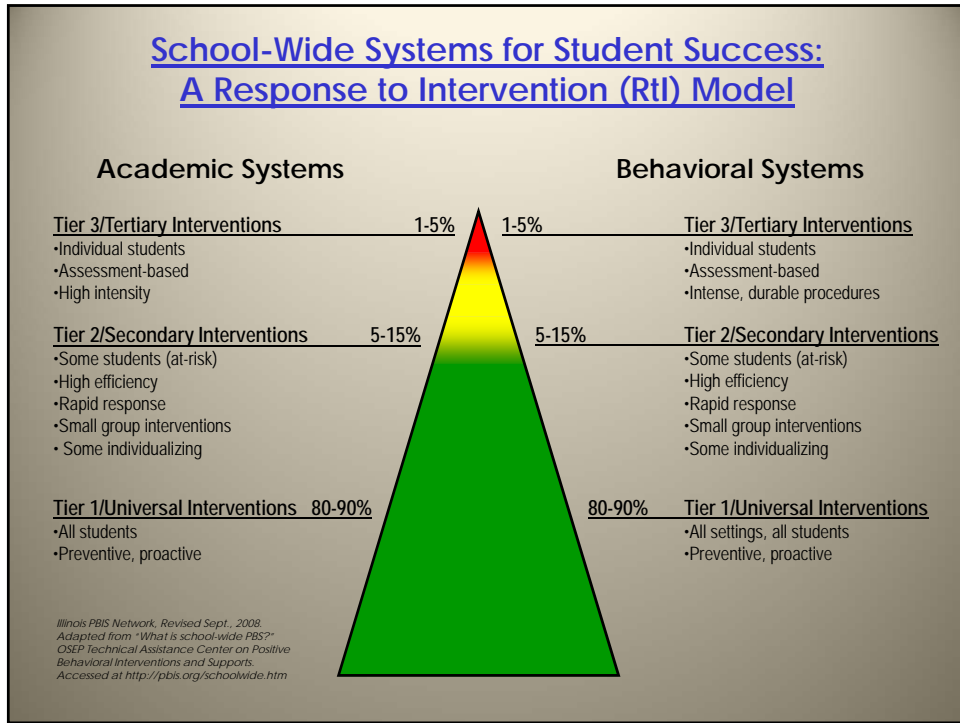 School-Wide Systems for Student Success:
A Response to Intervention (RtI) Model
Academic Systems
Tier 3/Tertiary Interventions 1-5%
•Individual students
•Assessment-based
•High intensity
Tier 2/Secondary Interventions 5-15%
•Some students (at-risk)
•High efficiency
•Rapid response
•Small group interventions
• Some individualizing
Tier 1/Universal Interventions 80-90%
•All students
•Preventive, proactive
Behavioral Systems
1-5% Tier 3/Tertiary Interventions
•Individual students
•Assessment-based
•Intense, durable procedures
5-15% Tier 2/Secondary Interventions
•Some students (at-risk)
•High efficiency
•Rapid response
•Small group interventions
•Some individualizing
80-90% Tier 1/Universal Interventions
•All settings, all students
•Preventive, proactive
Illinois PBIS Network, Revised Sept., 2008.
Adapted from "What is school-wide PBS?"
OSEP Technical Assistance Center on Positive
Behavioral Interventions and Supports.
Accessed at http://pbis.org/schoolwide.htm